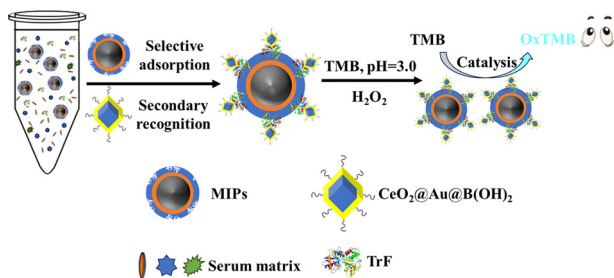 Selective
adsorption
Secondary
recognition
TMB, pH=3.0
H₂O₂
TMB
OxTMB
Catalysis
MIPs
CeO₂@Au@B(OH)₂
Serum matrix
TrF